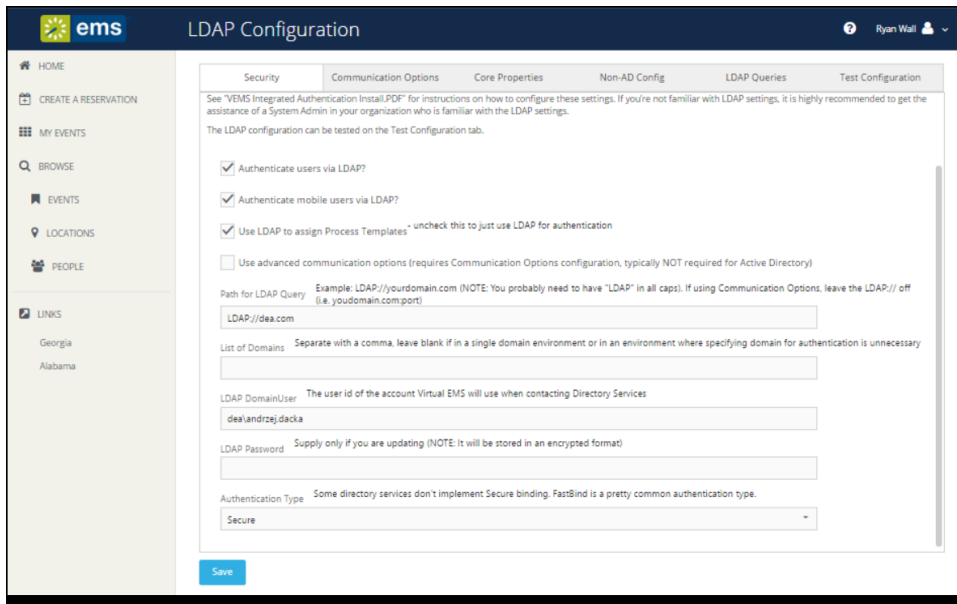 ems
LDAP Configuration
Ryan Wall
HOME
CREATE A RESERVATION
MY EVENTS
BROWSE
EVENTS
LOCATIONS
PEOPLE
LINKS
Georgia
Alabama
Security
Communication Options
Core Properties
Non-AD Config
LDAP Queries
Test Configuration
See "VEMS Integrated Authentication Install.PDF" for instructions on how to configure these settings. If you're not familiar with LDAP settings, it is highly recommended to get the
assistance of a System Admin in your organization who is familiar with the LDAP settings.
The LDAP configuration can be tested on the Test Configuration tab.
Authenticate users via LDAP?
Authenticate mobile users via LDAP?
Use LDAP to assign Process Templates - uncheck this to just use LDAP for authentication
Use advanced communication options (requires Communication Options configuration, typically NOT required for Active Directory)
Path for LDAP Query Example: LDAP://yourdomain.com (NOTE: You probably need to have "LDAP" in all caps). If using Communication Options, leave the LDAP:// off
(i.e. youdomain.com:port)
LDAP://dea.com
List of Domains Separate with a comma, leave blank if in a single domain environment or in an environment where specifying domain for authentication is unnecessary
LDAP DomainUser The user id of the account Virtual EMS will use when contacting Directory Services
dea\andrzej.dacka
LDAP Password Supply only if you are updating (NOTE: It will be stored in an encrypted format)
Authentication Type Some directory services don't implement Secure binding. FastBind is a pretty common authentication type.
Secure
Save